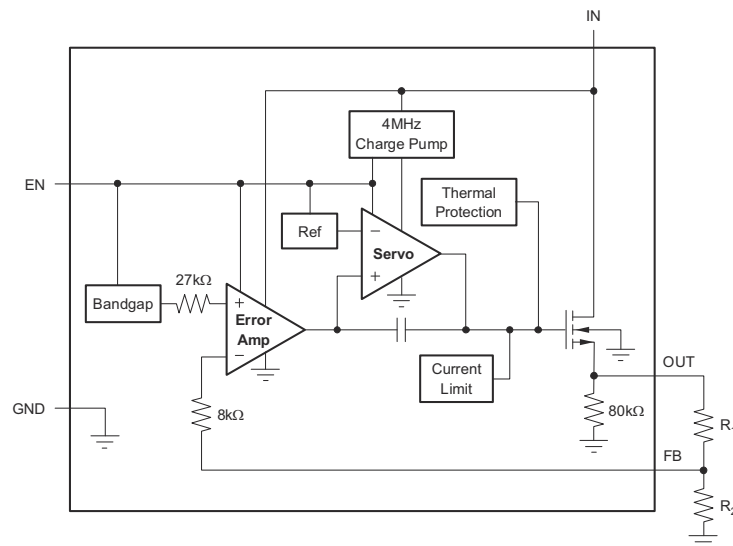 IN
4MHz
Charge Pump
EN
Thermal
Protection
Ref
−
Servo
+
27kΩ
Bandgap
+
Error
Amp
−
Current
Limit
OUT
GND
8kΩ
80kΩ
FB
R
R2